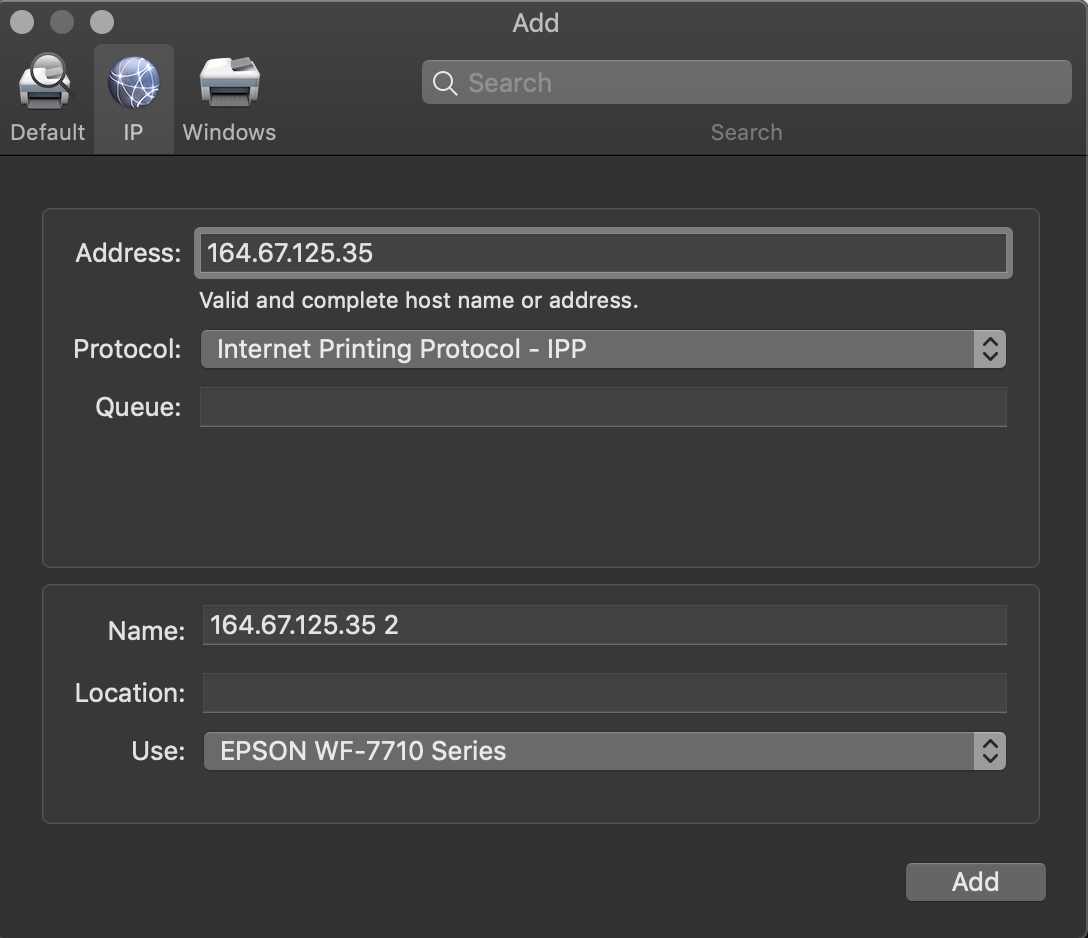 Add
Default IP Windows
Search
Search
Address: 164.67.125.35
Valid and complete host name or address.
Protocol: Internet Printing Protocol - IPP
Queue:
Name: 164.67.125.35 2
Location:
Use: EPSON WF-7710 Series
Add